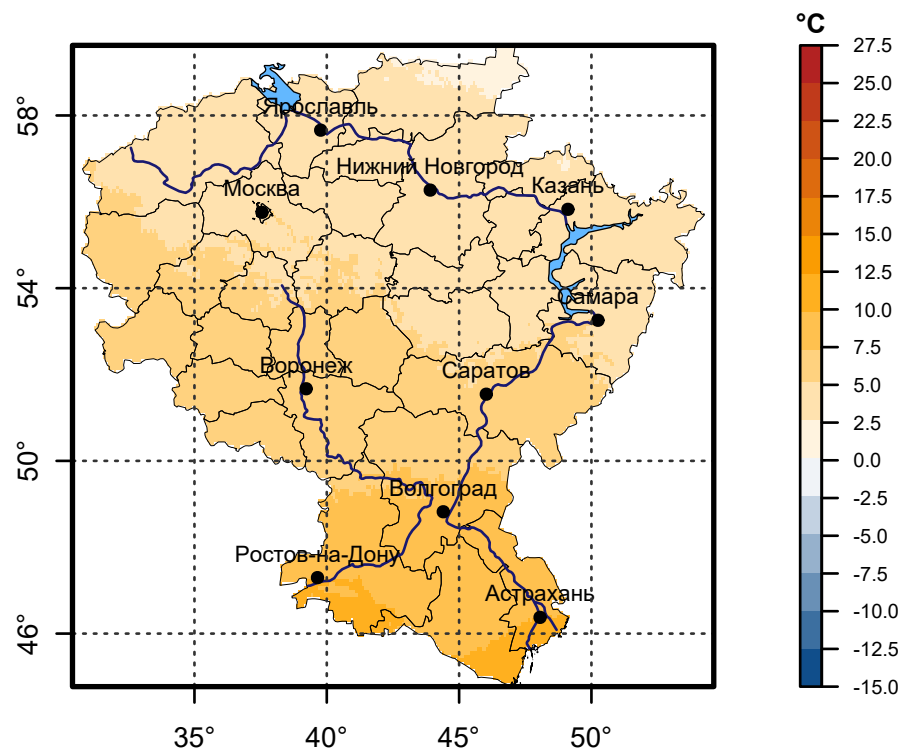 °C
58°
54°
50°
46°
Ярославль
Нижний Новгород
Москва
Казань
Самара
Воронеж
Саратов
Волгоград
Ростов-на-Дону
Астрахань
35° 40° 45° 50°
27.5
25.0
22.5
20.0
17.5
15.0
12.5
10.0
7.5
5.0
2.5
0.0
-2.5
-5.0
-7.5
-10.0
-12.5
-15.0